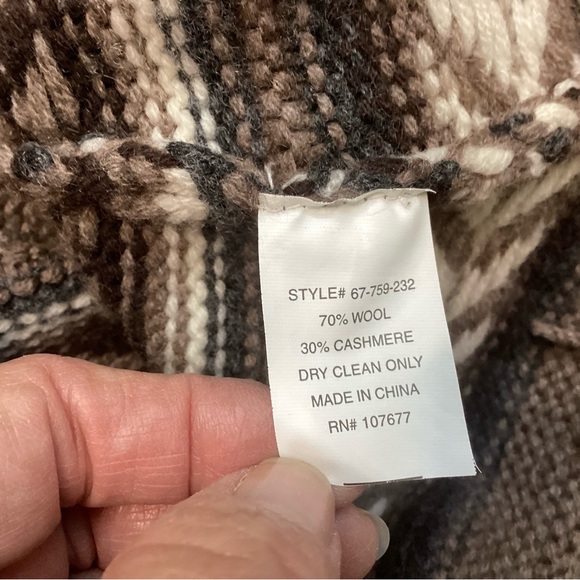 STYLE# 67-759-232
70% WOOL
30% CASHMERE
DRY CLEAN ONLY
MADE IN CHINA
RN# 107677